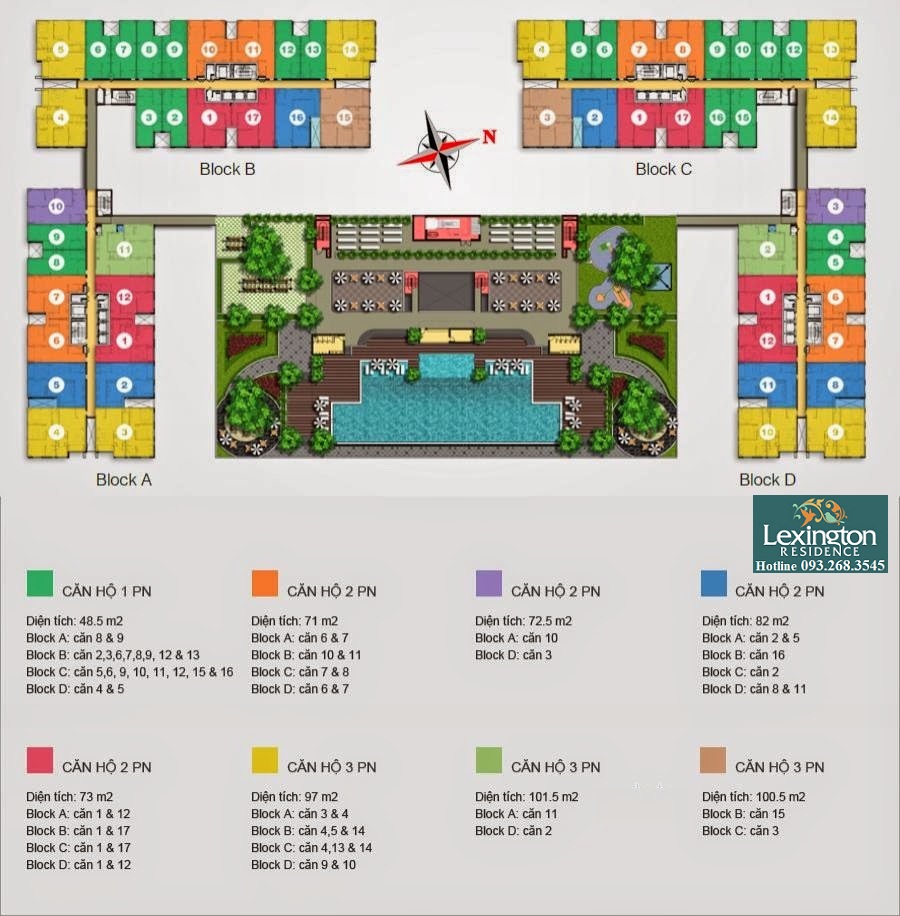 5 6 7 8 9 10 11 12 13 14
4 3 2 1 17 16 15
Block B
N
4 5 6 7 8 9 10 11 12 13
3 2 1 17 16 15 14
Block C
10
9 11
8
7 12
6 1
5 2
4 3
Block A
3
2 4
5
1 6
12 7
11 8
10 9
Block D
Lexington
RESIDENCE
Hotline 093.268.3545
CĂN HỘ 1 PN
Diện tích: 48.5 m2
Block A: căn 8 & 9
Block B: căn 2,3,6,7,8,9, 12 & 13
Block C: căn 5,6, 9, 10, 11, 12, 15 & 16
Block D: căn 4 & 5
CĂN HỘ 2 PN
Diện tích: 71 m2
Block A: căn 6 & 7
Block B: căn 10 & 11
Block C: căn 7 & 8
Block D: căn 6 & 7
CĂN HỘ 2 PN
Diện tích: 72.5 m2
Block A: căn 10
Block D: căn 3
CĂN HỘ 2 PN
Diện tích: 82 m2
Block A: căn 2 & 5
Block B: căn 16
Block C: căn 2
Block D: căn 8 & 11
CĂN HỘ 2 PN
Diện tích: 73 m2
Block A: căn 1 & 12
Block B: căn 1 & 17
Block C: căn 1 & 17
Block D: căn 1 & 12
CĂN HỘ 3 PN
Diện tích: 97 m2
Block A: căn 3 & 4
Block B: căn 4,5 & 14
Block C: căn 4,13 & 14
Block D: căn 9 & 10
CĂN HỘ 3 PN
Diện tích: 101.5 m2
Block A: căn 11
Block D: căn 2
CĂN HỘ 3 PN
Diện tích: 100.5 m2
Block B: căn 15
Block C: căn 3